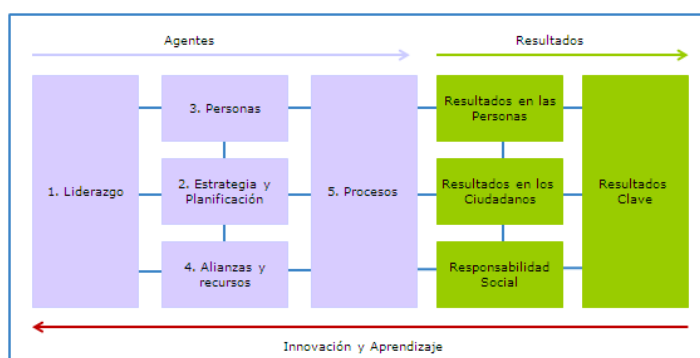 Agentes
Resultados
1. Liderazgo
3. Personas
2. Estrategia y
Planificación
4. Alianzas y
recursos
5. Procesos
Resultados en las
Personas
Resultados en los
Ciudadanos
Responsabilidad
Social
Resultados
Clave
Innovación y Aprendizaje